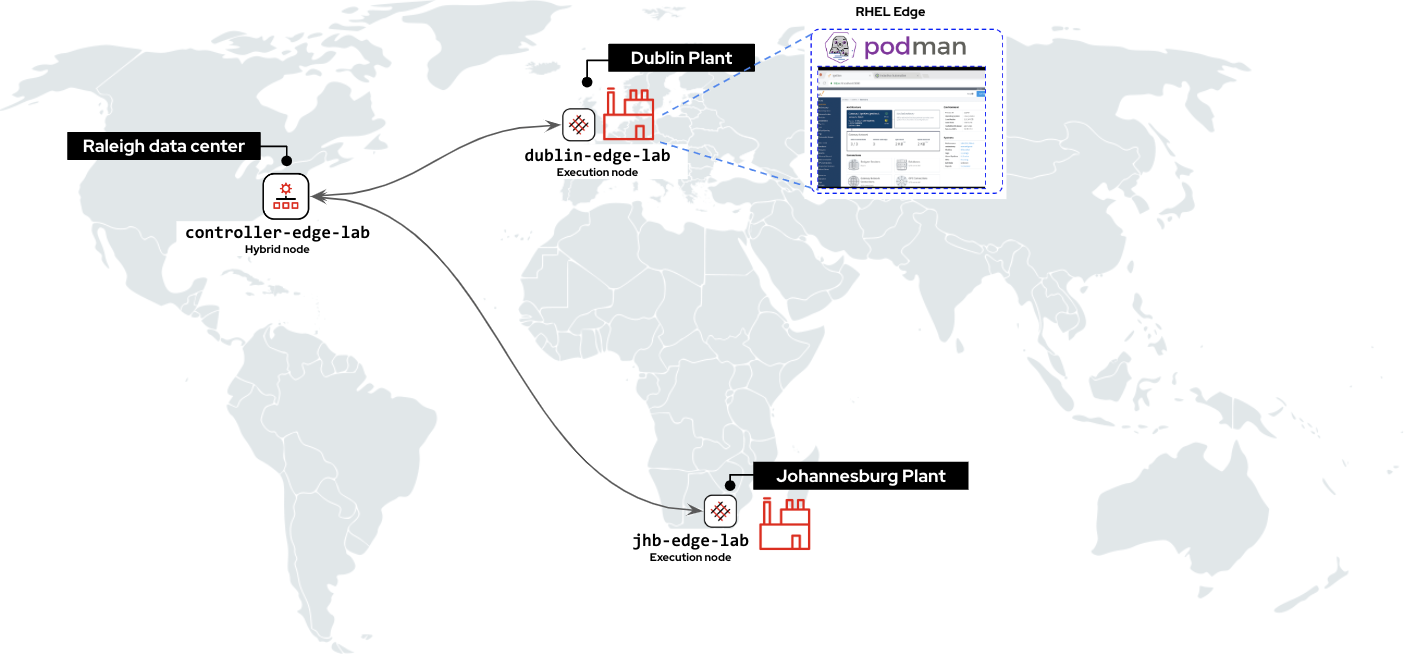 RHEL Edge
podman
Dublin Plant
Raleigh data center
dublin-edge-lab
Execution node
controller-edge-lab
Hybrid node
Johannesburg Plant
jhb-edge-lab
Execution node